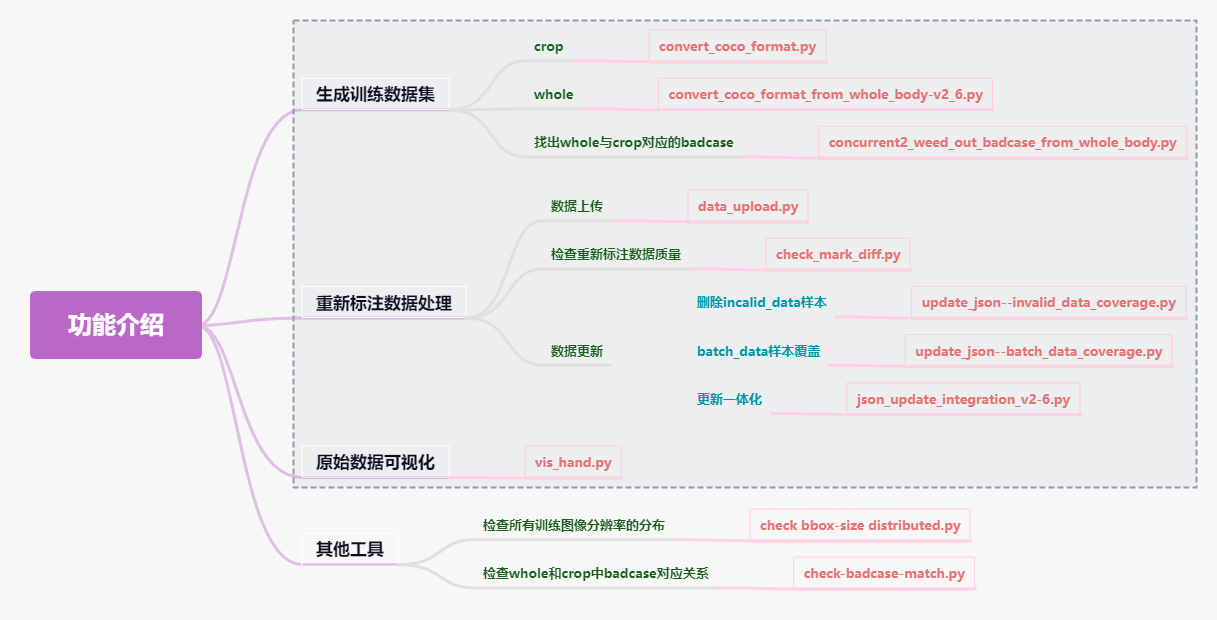 功能介绍
生成训练数据集
crop
convert_coco_format.py
whole
convert_coco_format_from_whole_body-v2_6.py
找出whole与crop对应的badcase
concurrent2_weed_out_badcase_from_whole_body.py
重新标注数据处理
数据上传
data_upload.py
检查重新标注数据质量
check_mark_diff.py
数据更新
删除incalid_data样本
update_json--invalid_data_coverage.py
batch_data样本覆盖
update_json--batch_data_coverage.py
更新一体化
json_update_integration_v2-6.py
原始数据可视化
vis_hand.py
其他工具
检查所有训练图像分辨率的分布
check bbox-size distributed.py
检查whole和crop中badcase对应关系
check-badcase-match.py